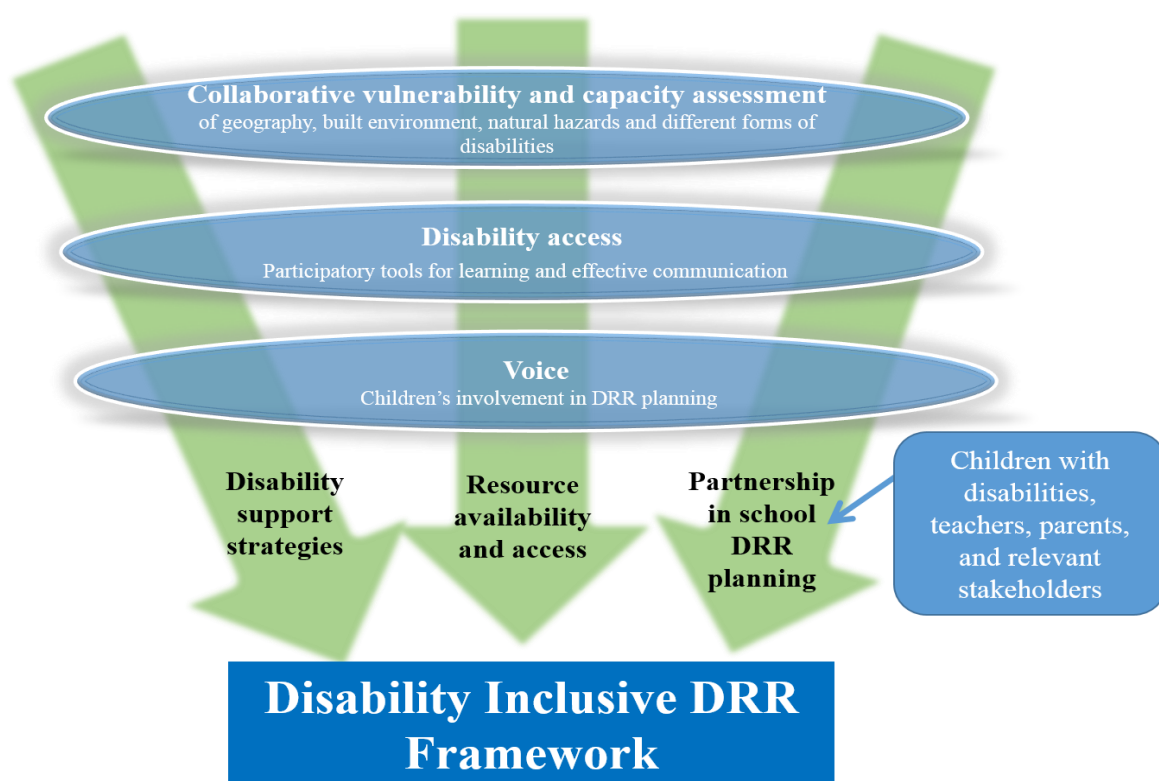 Collaborative vulnerability and capacity assessment
of geography, built environment, natural hazards and different forms of
disabilities
Disability access
Participatory tools for learning and effective communication
Voice
Children’s involvement in DRR planning
Disability
support
strategies
Resource
availability
and access
Partnership
in school
DRR
planning
Children with
disabilities,
teachers, parents,
and relevant
stakeholders
Disability Inclusive DRR
Framework